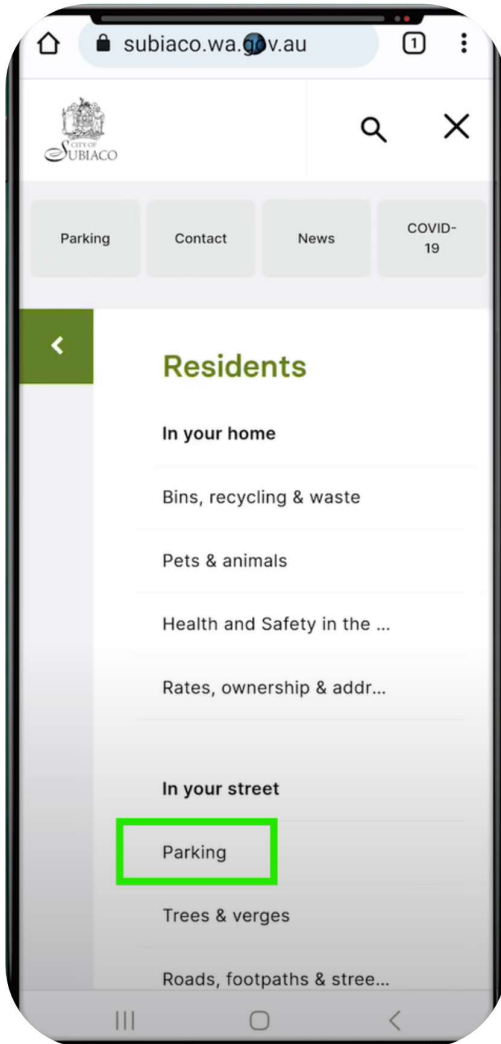 subiaco.wa.gov.au 1
CITY OF
SUBIACO
Parking Contact News COVID-
19
Residents
In your home
Bins, recycling & waste
Pets & animals
Health and Safety in the ...
Rates, ownership & addr...
In your street
Parking
Trees & verges
Roads, footpaths & stree...